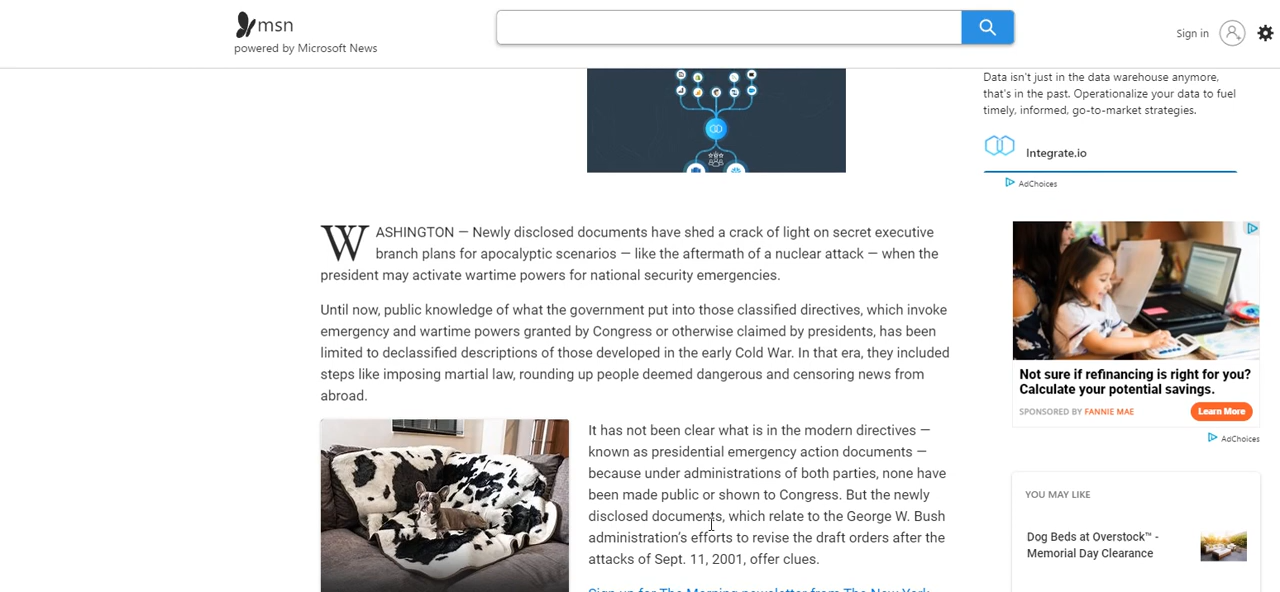 msn
powered by Microsoft News
Sign in
Data isn't just in the data warehouse anymore,
that's in the past. Operationalize your data to fuel
timely, informed, go-to-market strategies.
Integrate.io
AdChoices
WASHINGTON — Newly disclosed documents have shed a crack of light on secret executive
branch plans for apocalyptic scenarios — like the aftermath of a nuclear attack — when the
president may activate wartime powers for national security emergencies.
Until now, public knowledge of what the government put into those classified directives, which invoke
emergency and wartime powers granted by Congress or otherwise claimed by presidents, has been
limited to declassified descriptions of those developed in the early Cold War. In that era, they included
steps like imposing martial law, rounding up people deemed dangerous and censoring news from
abroad.
It has not been clear what is in the modern directives —
known as presidential emergency action documents —
because under administrations of both parties, none have
been made public or shown to Congress. But the newly
disclosed documents, which relate to the George W. Bush
administration's efforts to revise the draft orders after the
attacks of Sept. 11, 2001, offer clues.
Sign up for The Morning newsletter from The New York
Not sure if refinancing is right for you?
Calculate your potential savings.
SPONSORED BY FANNIE MAE
Learn More
AdChoices
YOU MAY LIKE
Dog Beds at Overstock™ -
Memorial Day Clearance